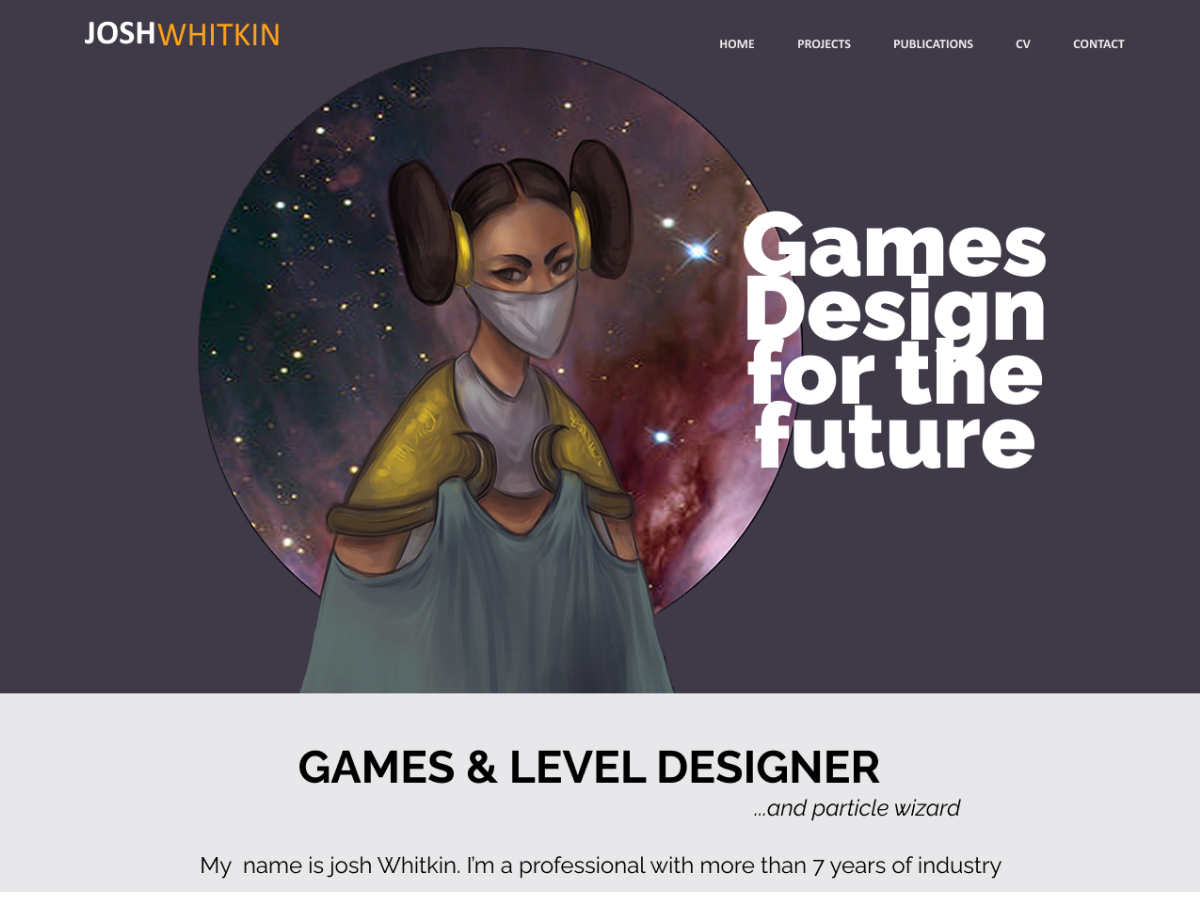 JOSHWHITKIN
HOME PROJECTS PUBLICATIONS CV CONTACT
Games
Design
for the
future
GAMES & LEVEL DESIGNER
...and particle wizard
My  name is josh Whitkin. I'm a professional with more than 7 years of industry